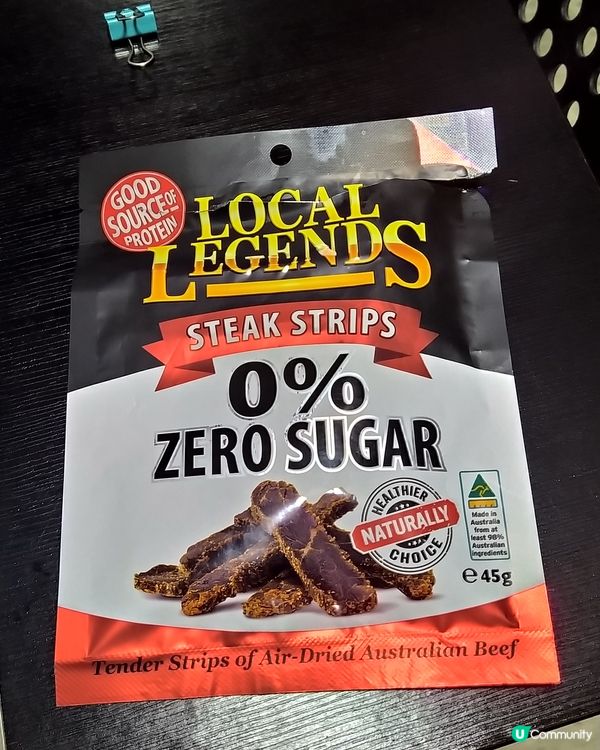 GOOD
SOURCE OF
PROTEIN
LOCAL
LEGENDS
STEAK STRIPS
0%
ZERO SUGAR
HEALTHIER
NATURALLY
CHOICE
Made in
Australia
from at
least 98%
Australian
ingredients
e 45g
Tender Strips of Air-Dried Australian Beef
U Community